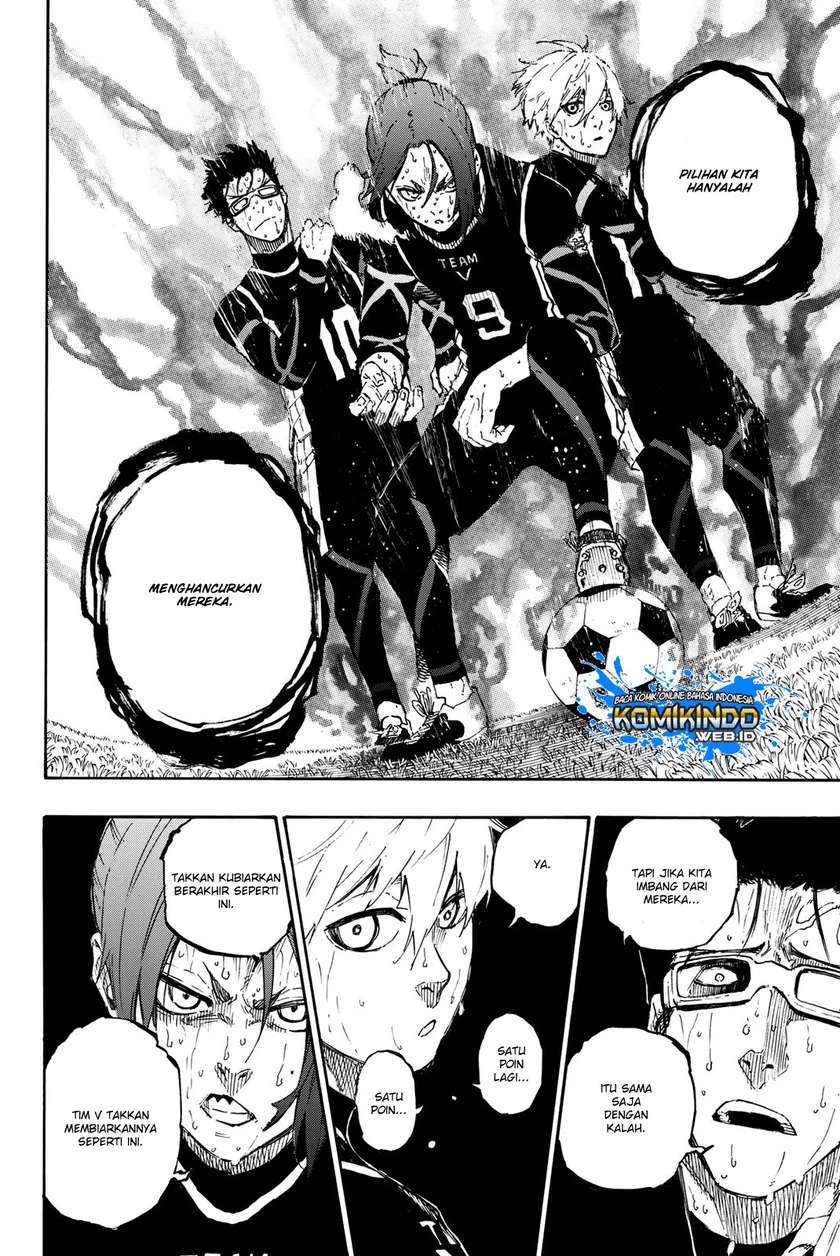 PILIHAN KITA
HANYALAH
TEAM
V
10
9
MENGHANCURKAN
MEREKA.
BACA KOMIK ONLINE BAHASA INDONESIA
KOMIKINDO
WEB.ID
TAPI JIKA KITA
IMBANG DARI
MEREKA...
ITU SAMA
SAJA
DENGAN
KALAH.
YA.
SATU
POIN
LAGI...
SATU
POIN...
TAKKAN KUBIARKAN
BERAKHIR SEPERTI
INI.
TIM V TAKKAN
MEMBIARKANNYA
SEPERTI INI.